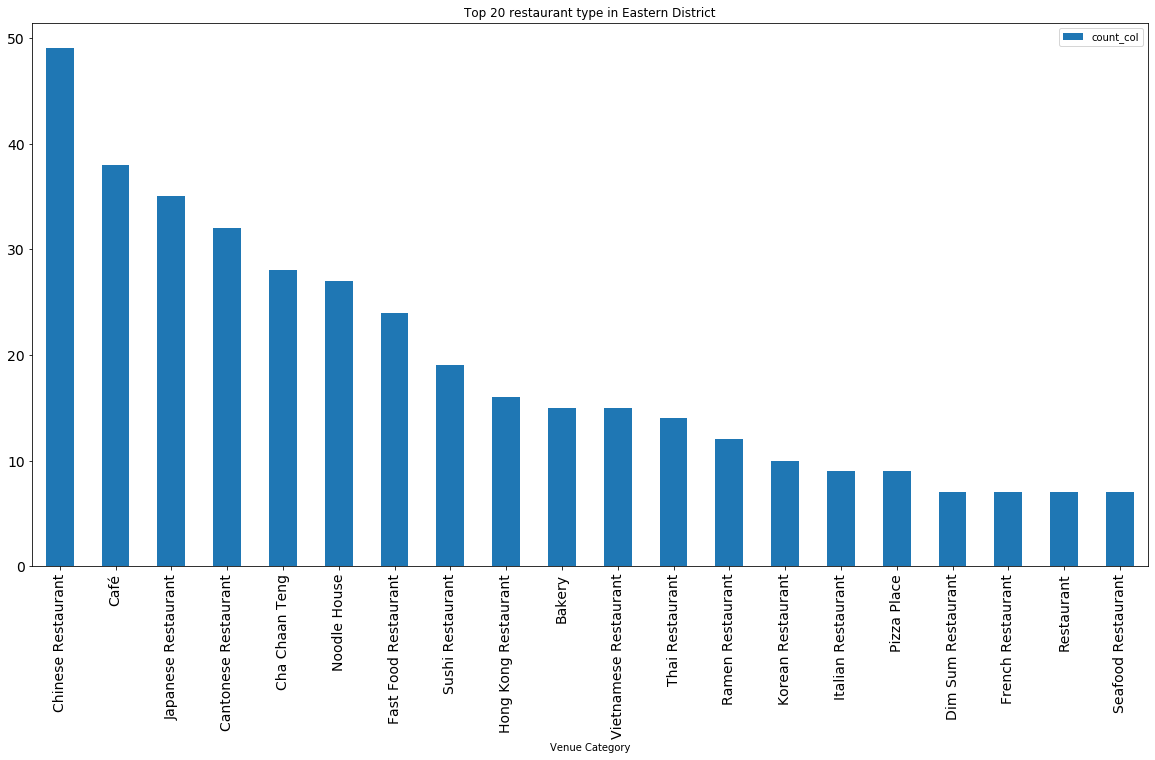 Top 20 restaurant type in Eastern District
count_col
50
40
30
20
10
0
Chinese Restaurant
Café
Japanese Restaurant
Cantonese Restaurant
Cha Chaan Teng
Noodle House
Fast Food Restaurant
Sushi Restaurant
Hong Kong Restaurant
Bakery
Vietnamese Restaurant
Thai Restaurant
Ramen Restaurant
Korean Restaurant
Italian Restaurant
Pizza Place
Dim Sum Restaurant
French Restaurant
Restaurant
Seafood Restaurant
Venue Category